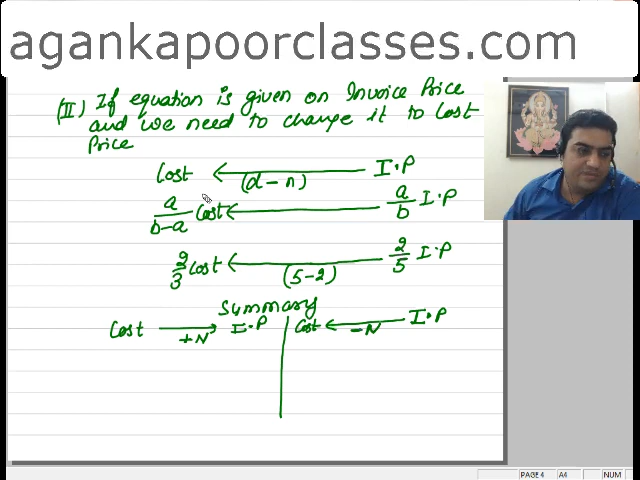 agankapoorclasses.com
(II) If equation is given on Invoice Price
and we need to change it to Cost
Price
Cost ← I.P
(d-n)
a/b-a Cost ← a/b I.P
2/3 Cost ← 2/5 I.P
(5-2)
Summary
Cost → I.P Cost ← I.P
+N -N
PAGE 4 A4 NUM